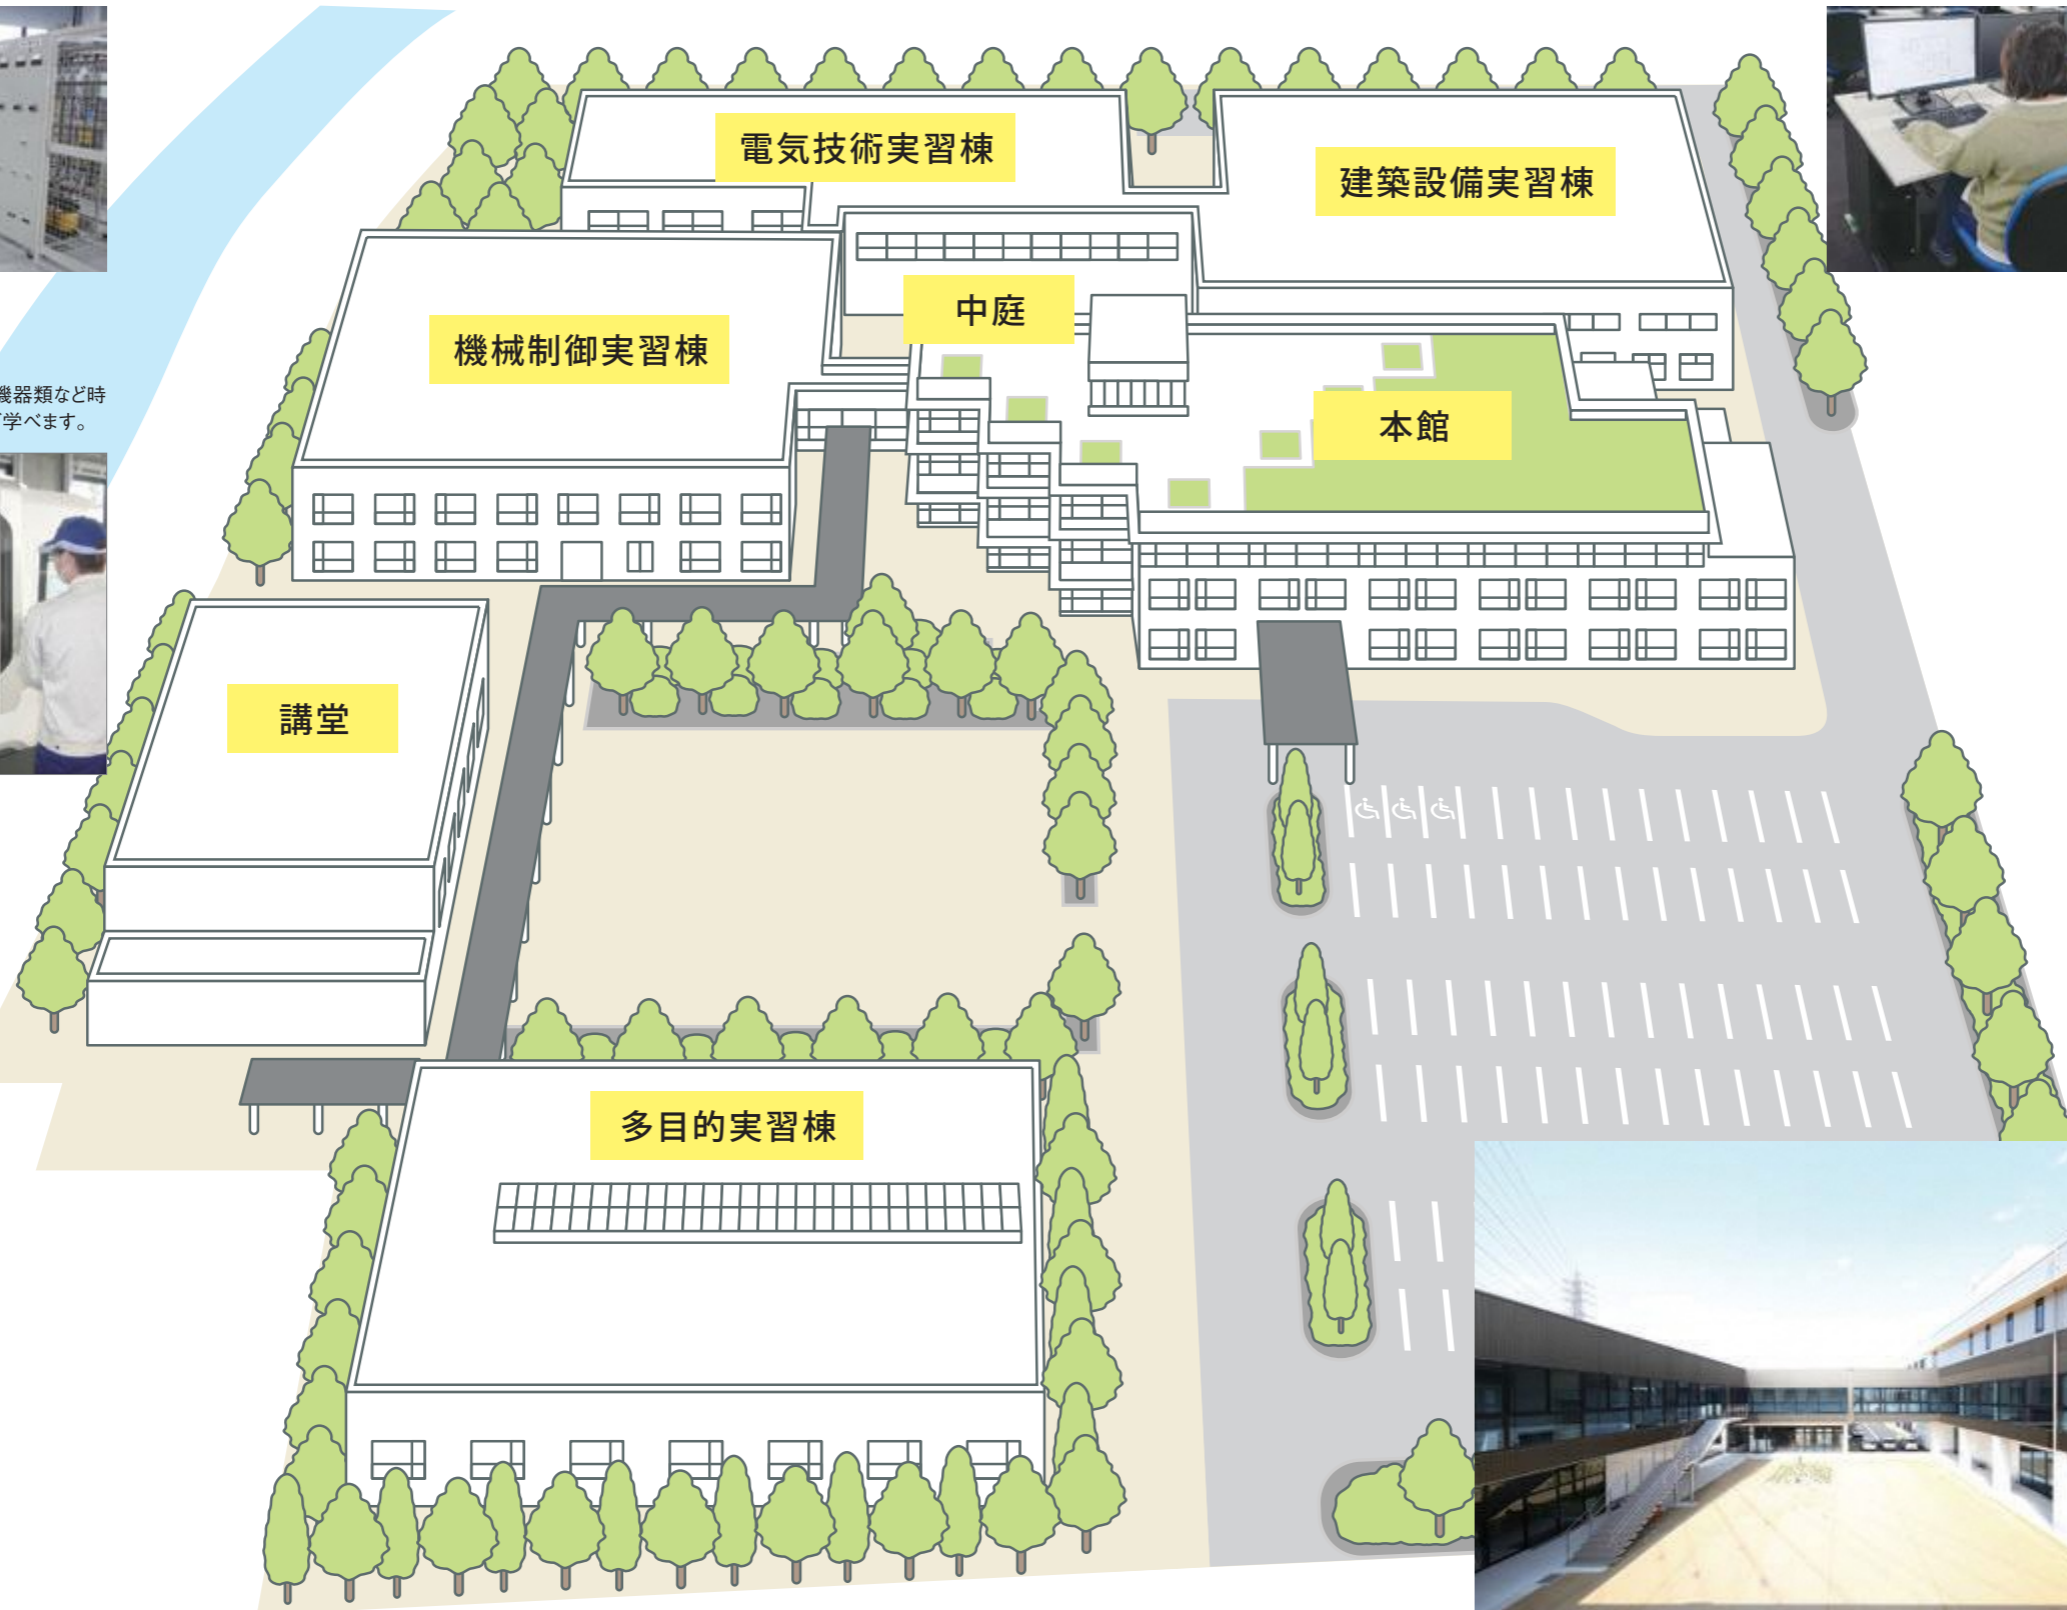 電気技術実習棟
建築設備実習棟
中庭
機械制御実習棟
機器類など時
学べます。
本館
講堂
多目的実習棟